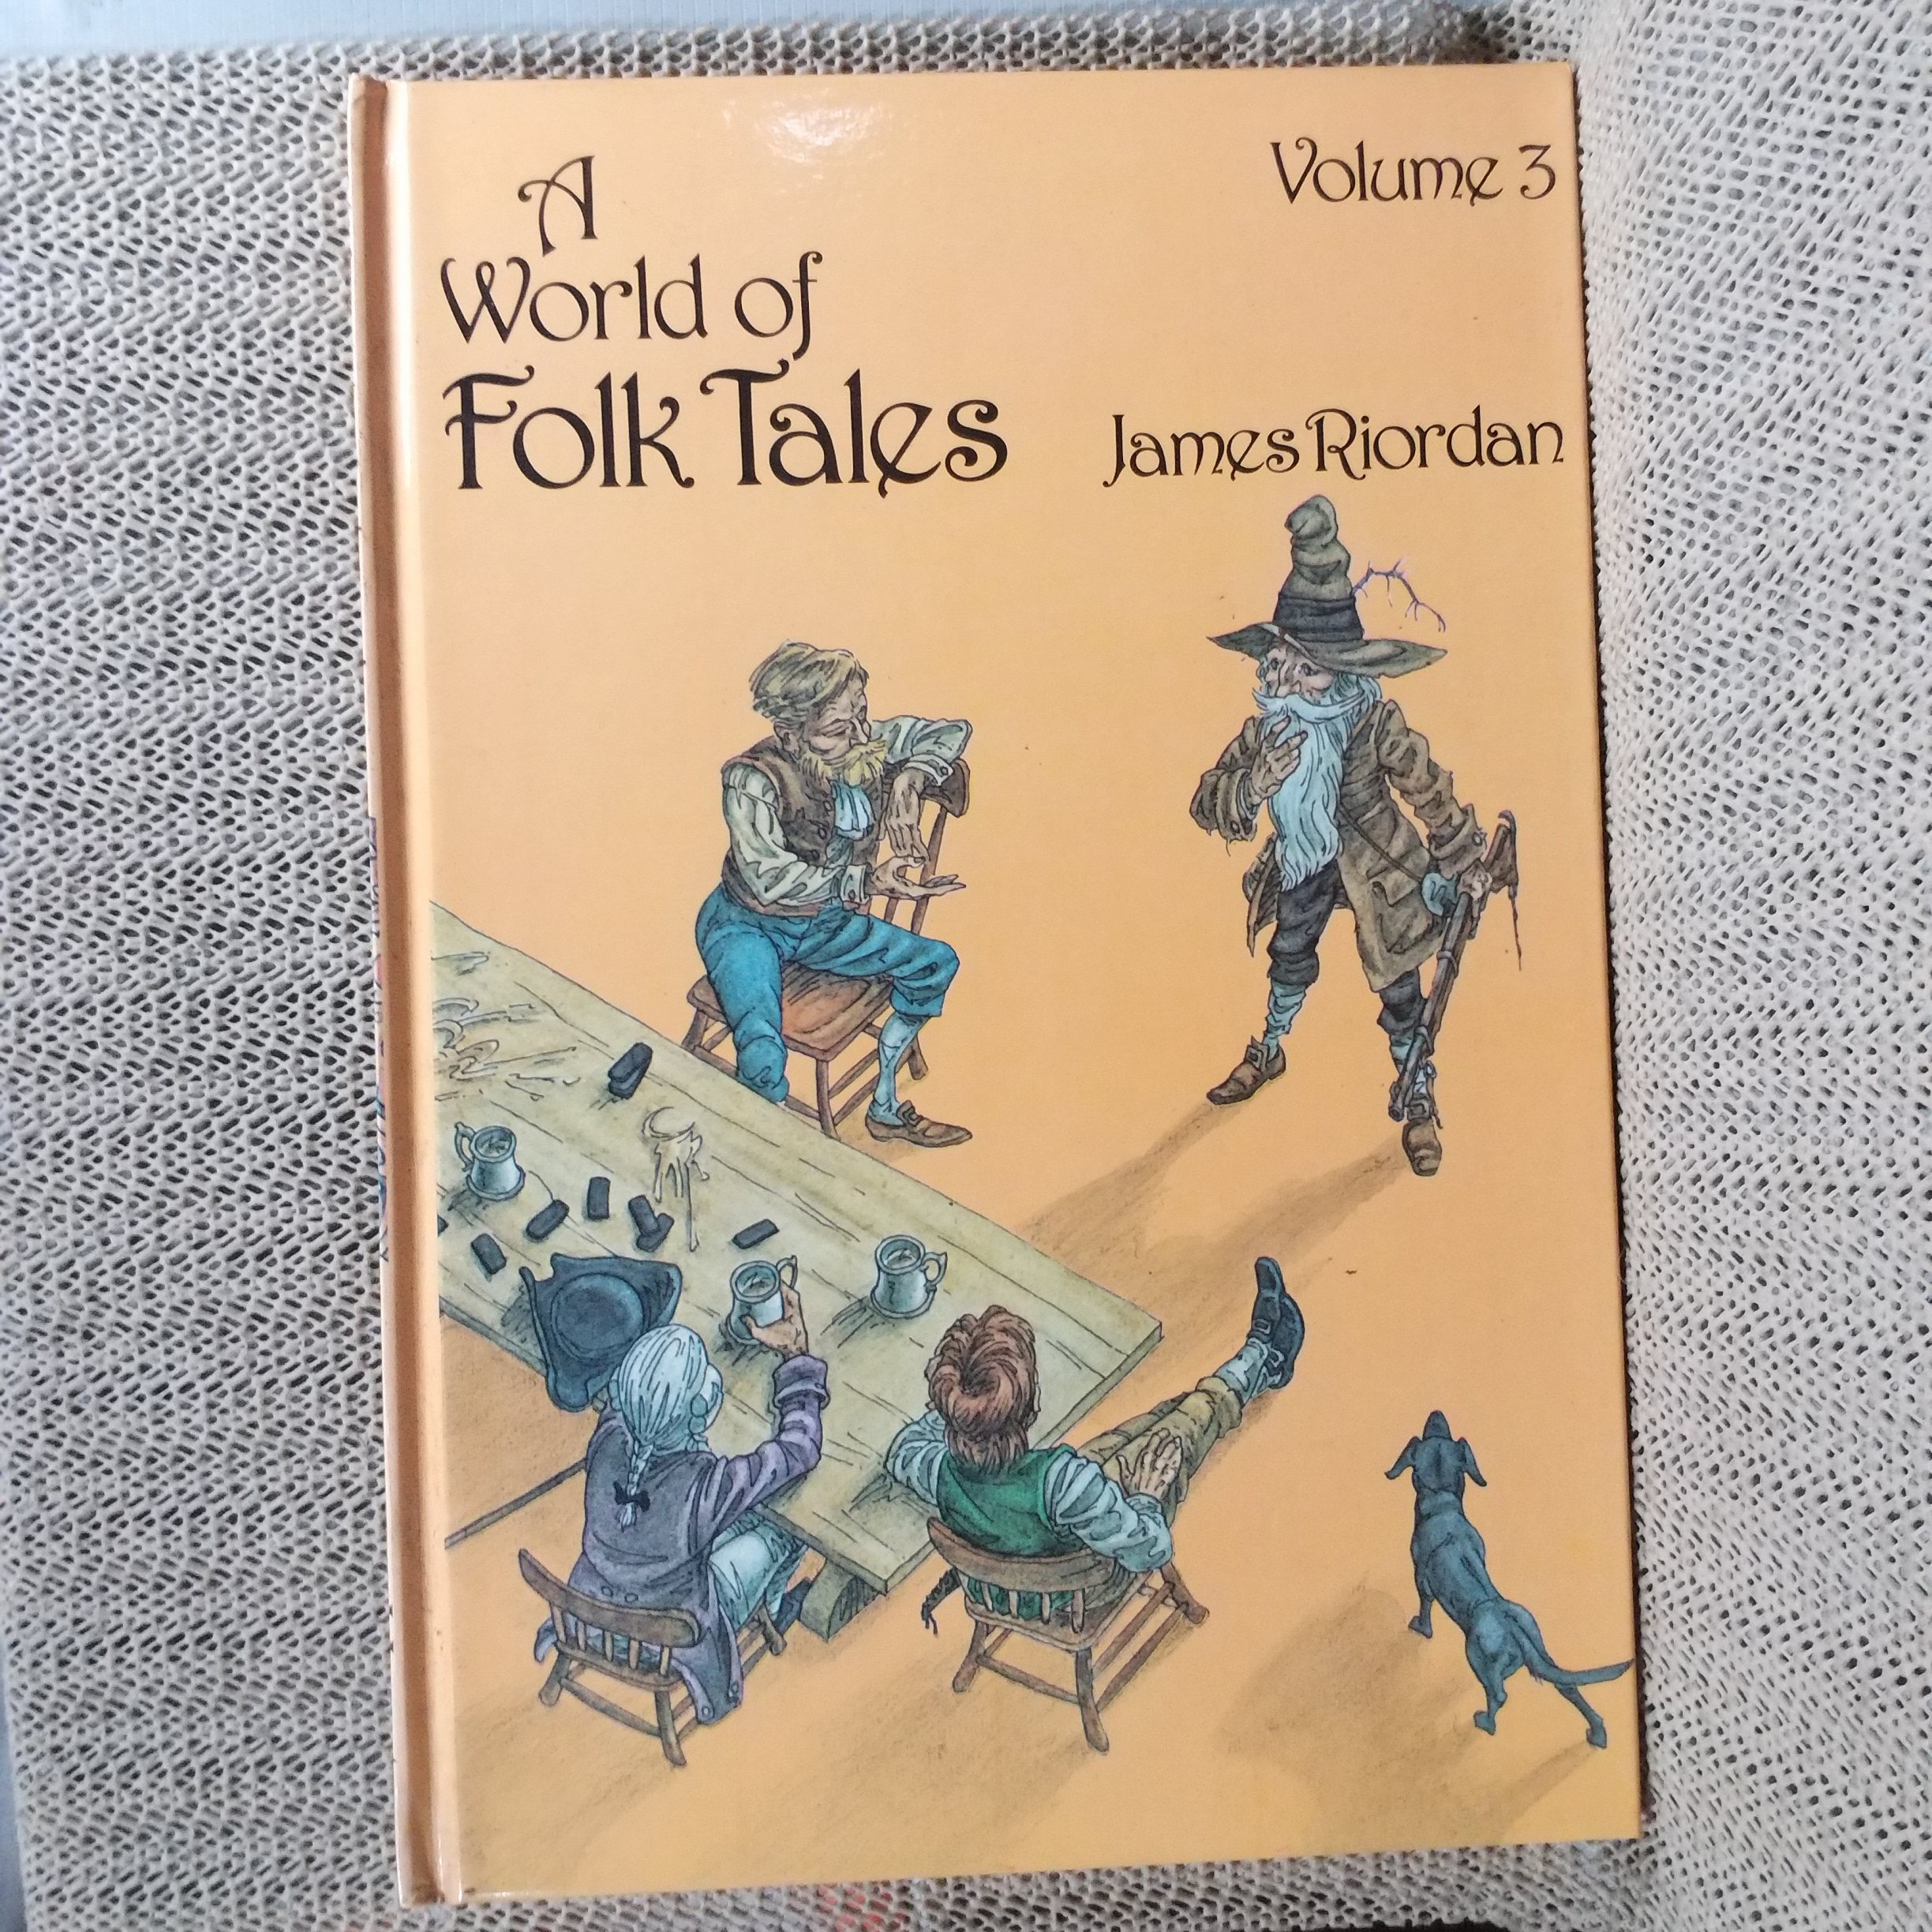 A
World of
Folk Tales
Volume 3
James Riordan